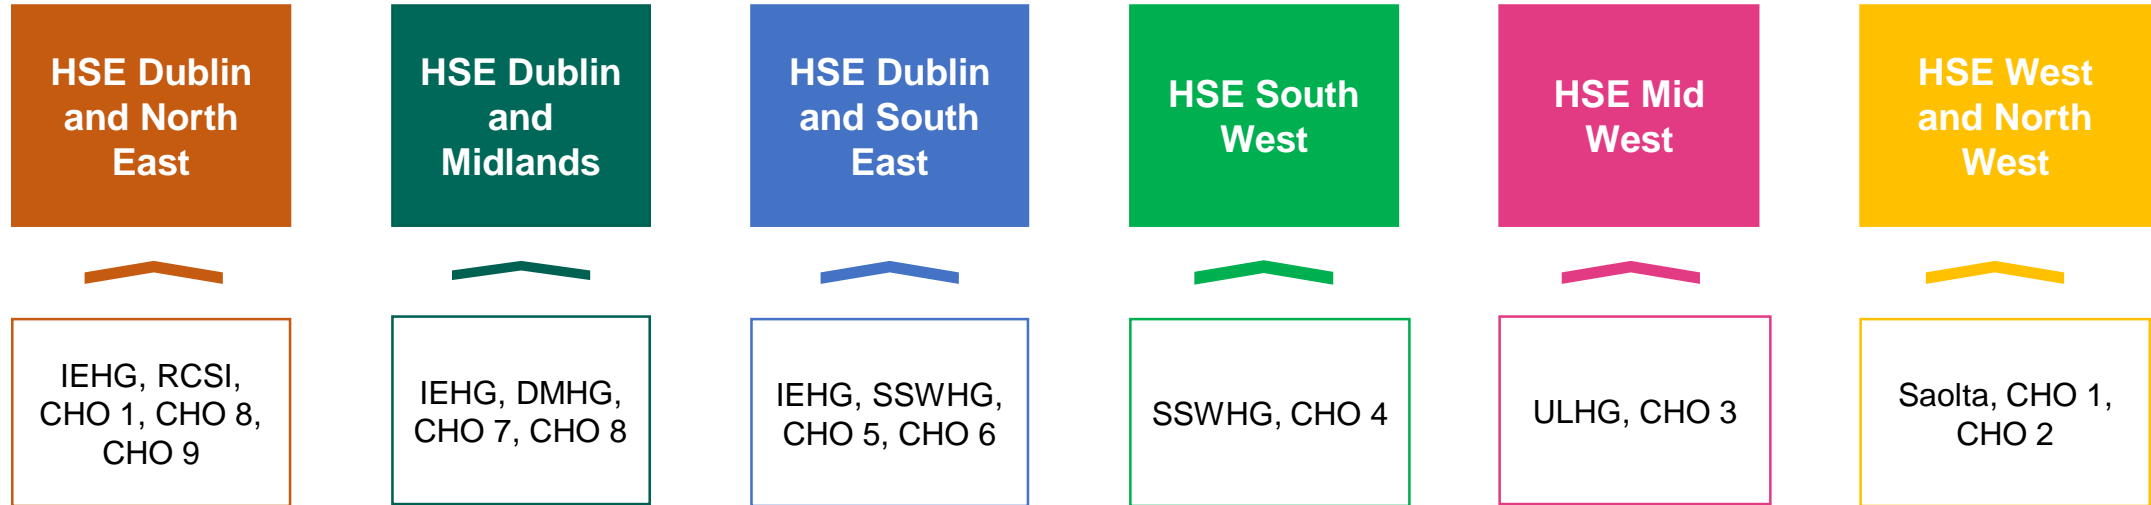 HSE Dublin
and North
East
HSE Dublin
and
Midlands
HSE Dublin
and South
East
HSE South
West
HSE Mid
West
HSE West
and North
West
IEHG, RCSI,
CHO 1, CHO 8,
CHO 9
IEHG, DMHG,
CHO 7, CHO 8
IEHG, SSWHG,
CHO 5, CHO 6
SSWHG, CHO 4
ULHG, CHO 3
Saolta, CHO 1,
CHO 2